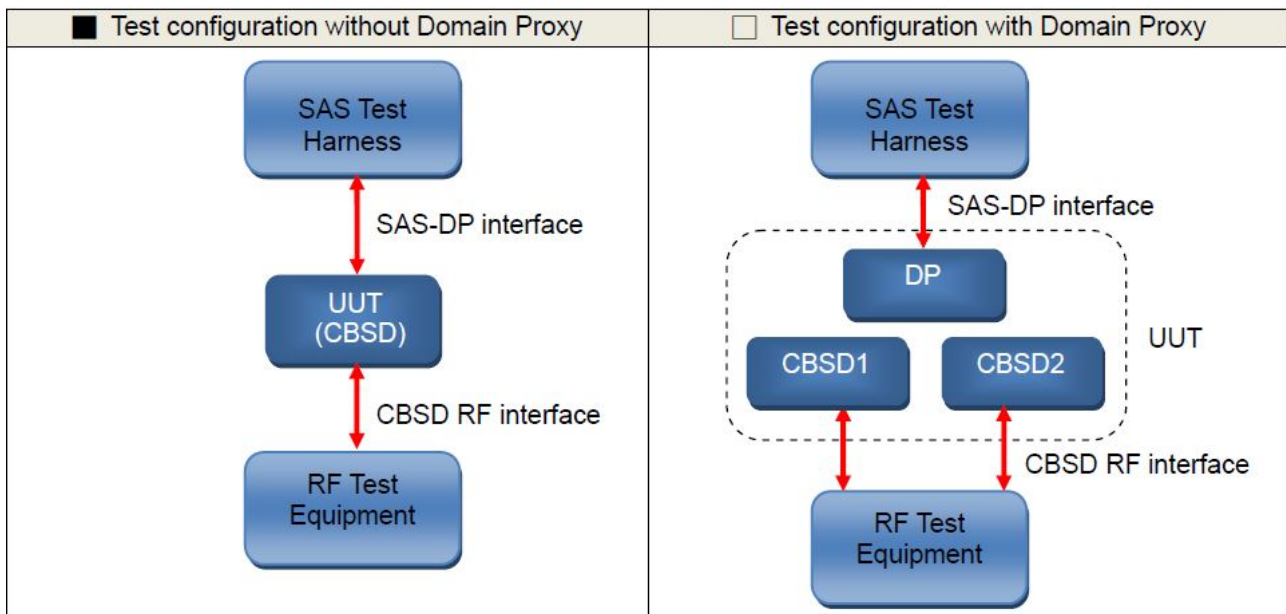 ■ Test configuration without Domain Proxy
SAS Test
Harness
SAS-DP interface
UUT
(CBSD)
CBSD RF interface
RF Test
Equipment
□ Test configuration with Domain Proxy
SAS Test
Harness
SAS-DP interface
DP
UUT
CBSD1
CBSD2
CBSD RF interface
RF Test
Equipment